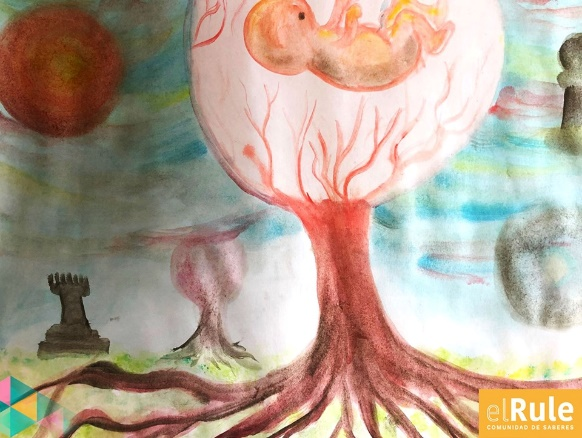 elRule
COMUNIDAD DE SABERES